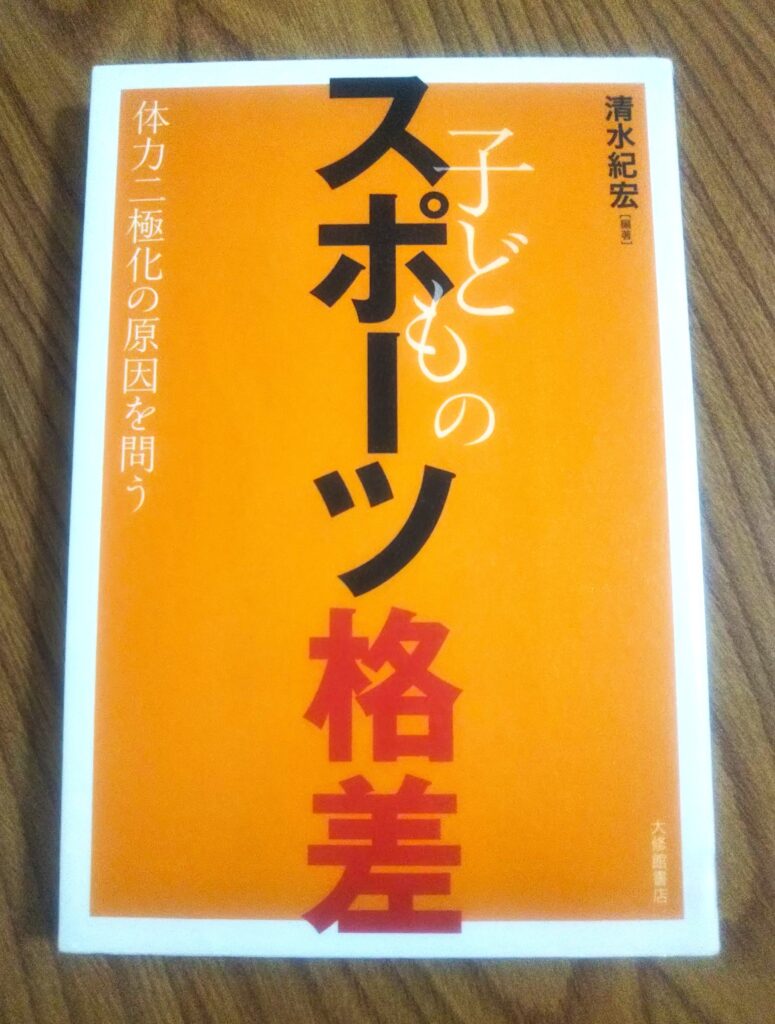 清水紀宏[編著]
子どもの
スポーツ格差
体力二極化の原因を問う
大修館書店